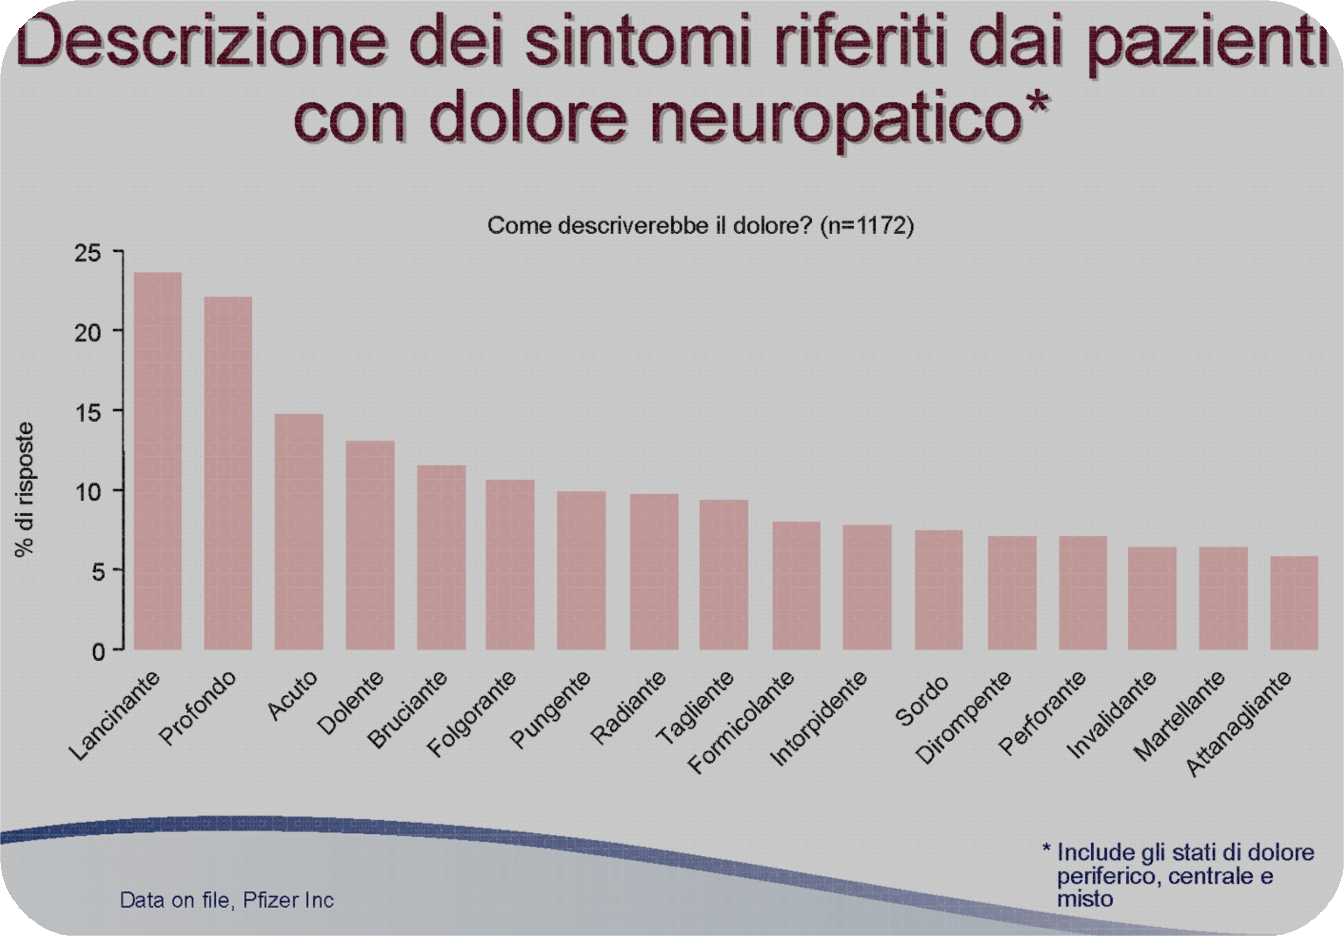 Descrizione dei sintomi riferiti dai pazienti
con dolore neuropatico*
Come descriverebbe il dolore? (n=1172)
25
20
15
10
5
0
% di risposte
Lancinante
Profondo
Acuto
Dolente
Bruciante
Folgorante
Pungente
Radiante
Tagliente
Formicolante
Intorpidente
Sordo
Dirompente
Perforante
Invalidante
Martellante
Attanagliante
* Include gli stati di dolore
periferico, centrale e
misto
Data on file, Pfizer Inc